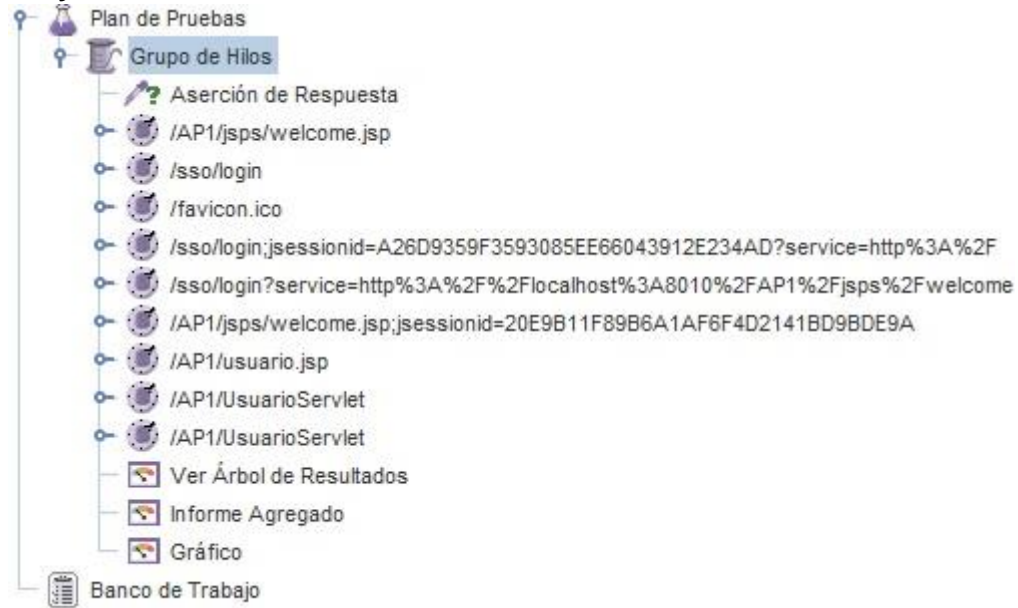 Plan de Pruebas
Grupo de Hilos
Aserción de Respuesta
/AP1/jsps/welcome.jsp
/sso/login
/favicon.ico
/sso/login;jsessionid=A26D9359F3593085EE66043912E234AD?service=http%3A%2F
/sso/login?service=http%3A%2F%2Flocalhost%3A8010%2FAP1%2Fjsps%2Fwelcome
/AP1/jsps/welcome.jsp;jsessionid=20E9B11F89B6A1AF6F4D2141BD9BDE9A
/AP1/usuario.jsp
/AP1/UsuarioServlet
/AP1/UsuarioServlet
Ver Árbol de Resultados
Informe Agregado
Gráfico
Banco de Trabajo